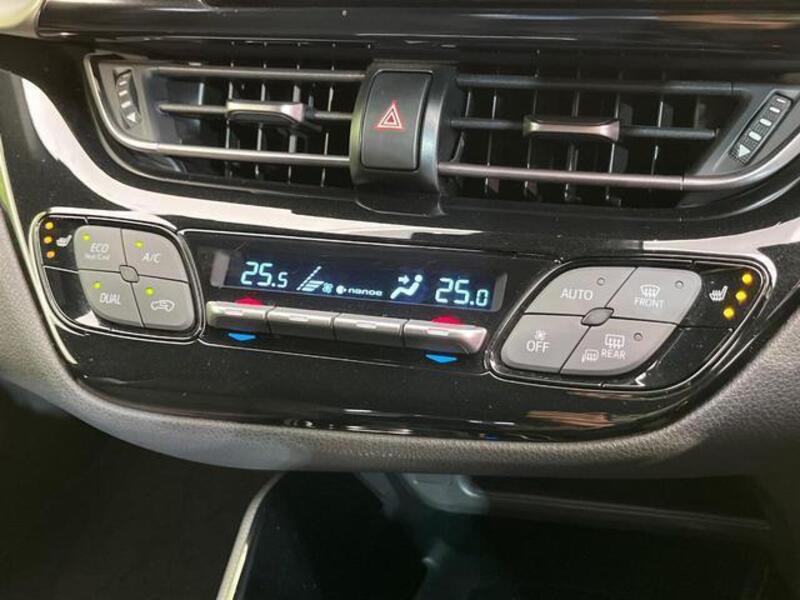 ECO
Heat/Cool
A/C
DUAL
25.5
nanoe
25.0
AUTO
FRONT
OFF
REAR